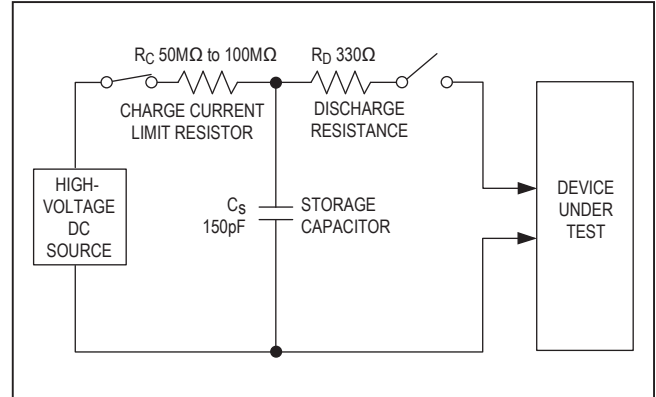 RC 50MΩ to 100MΩ
RD 330Ω
CHARGE CURRENT
LIMIT RESISTOR
DISCHARGE
RESISTANCE
HIGH-
VOLTAGE
DC
SOURCE
CS
150pF
STORAGE
CAPACITOR
DEVICE
UNDER
TEST